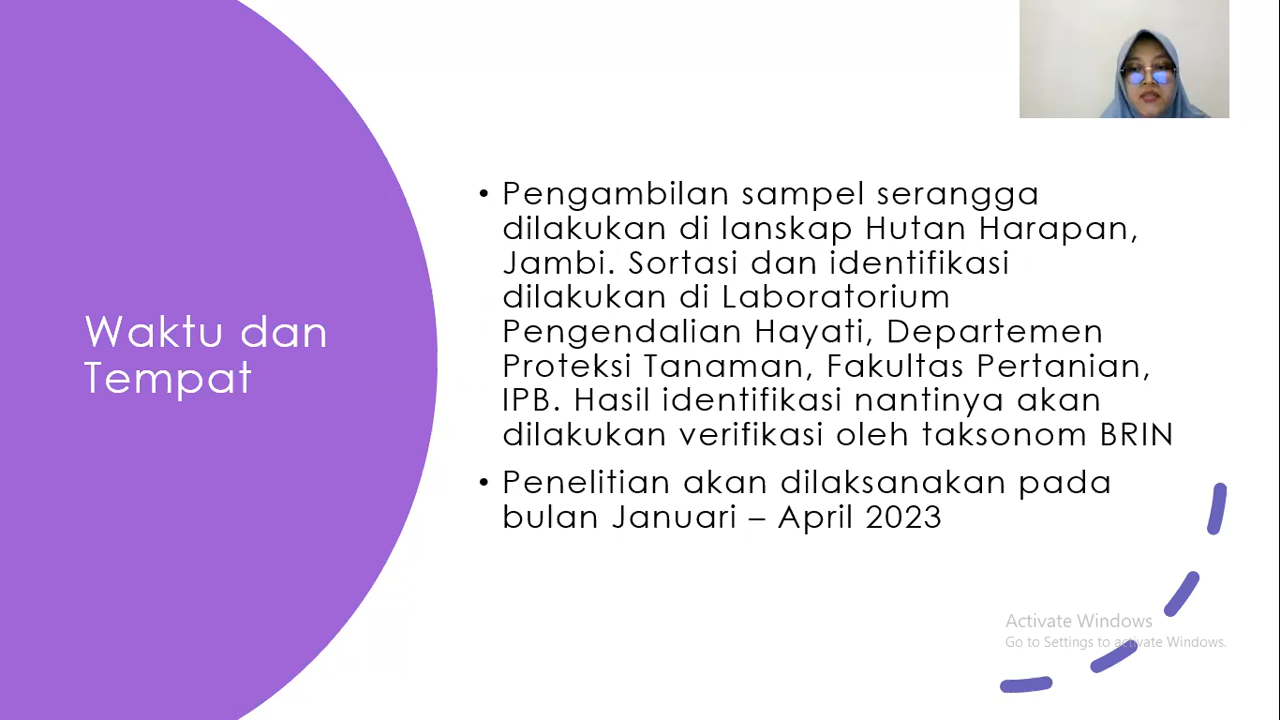 Waktu dan
Tempat
• Pengambilan sampel serangga
dilakukan di lanskap Hutan Harapan,
Jambi. Sortasi dan identifikasi
dilakukan di Laboratorium
Pengendalian Hayati, Departemen
Proteksi Tanaman, Fakultas Pertanian,
IPB. Hasil identifikasi nantinya akan
dilakukan verifikasi oleh taksonom BRIN
• Penelitian akan dilaksanakan pada
bulan Januari – April 2023
Activate Windows
Go to Settings to activate Windows.